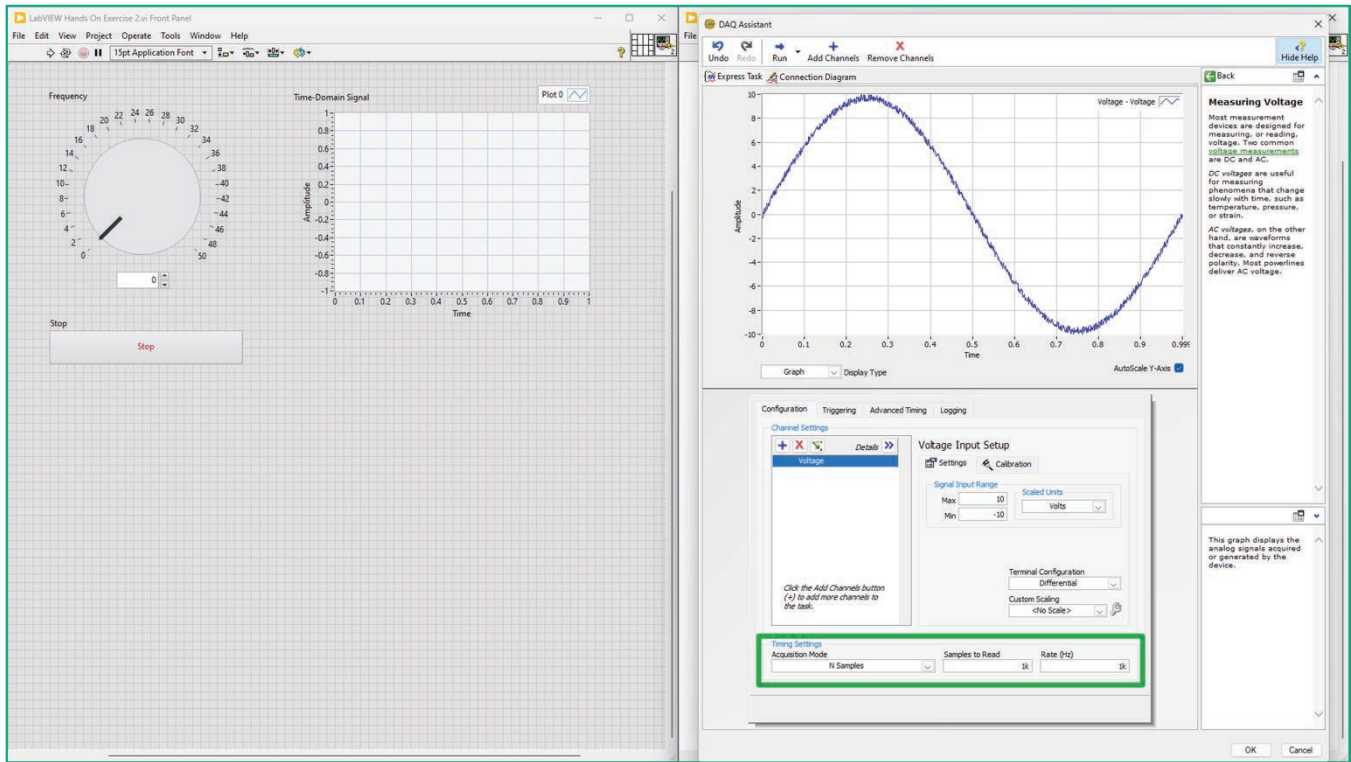 LabVIEW Hands On Exercise 2.vi Front Panel
File Edit View Project Operate Tools Window Help
15pt Application Font
2
Frequency
0
2
4
6
8-
10-
12
14
16
18
20
22
24
26
28
30
32
34
36
38
-40
-42
-44
46
48
50
0
Stop
Stop
Time-Domain Signal
Plot 0
Amplitude
1
0.8
0.6
0.4
0.2
0
-0.2
-0.4
-0.6
-0.8
-1
0 0.1 0.2 0.3 0.4 0.5 0.6 0.7 0.8 0.9 1
Time
File
DAQ Assistant
Undo Redo Run Add Channels Remove Channels
Hide Help
2
Express Task Connection Diagram
Voltage - Voltage
Amplitude
10
8
6
4
2
0
-2
-4
-6
-8
-10
0 0.1 0.2 0.3 0.4 0.5 0.6 0.7 0.8 0.9 0.999
Time
Graph Display Type
AutoScale Y-Axis
Configuration Triggering Advanced Timing Logging
Channel Settings
Details
Voltage
Click the Add Channels button
(+) to add more channels to
the task.
Voltage Input Setup
Settings Calibration
Signal Input Range
Max 10
Min -10
Scaled Units
Volts
Terminal Configuration
Differential
Custom Scaling
<No Scale>
Timing Settings
Acquisition Mode Samples to Read Rate (Hz)
N Samples 1k 1k
Back
Measuring Voltage
Most measurement
devices are designed for
measuring, or reading,
voltage. Two common
voltage measurements
are DC and AC.
DC voltages are useful
for measuring
phenomena that change
slowly with time, such as
temperature, pressure,
or strain.
AC voltages, on the other
hand, are waveforms
that constantly increase,
decrease, and reverse
polarity. Most powerlines
deliver AC voltage.
This graph displays the
analog signals acquired
or generated by the
device.
OK Cancel